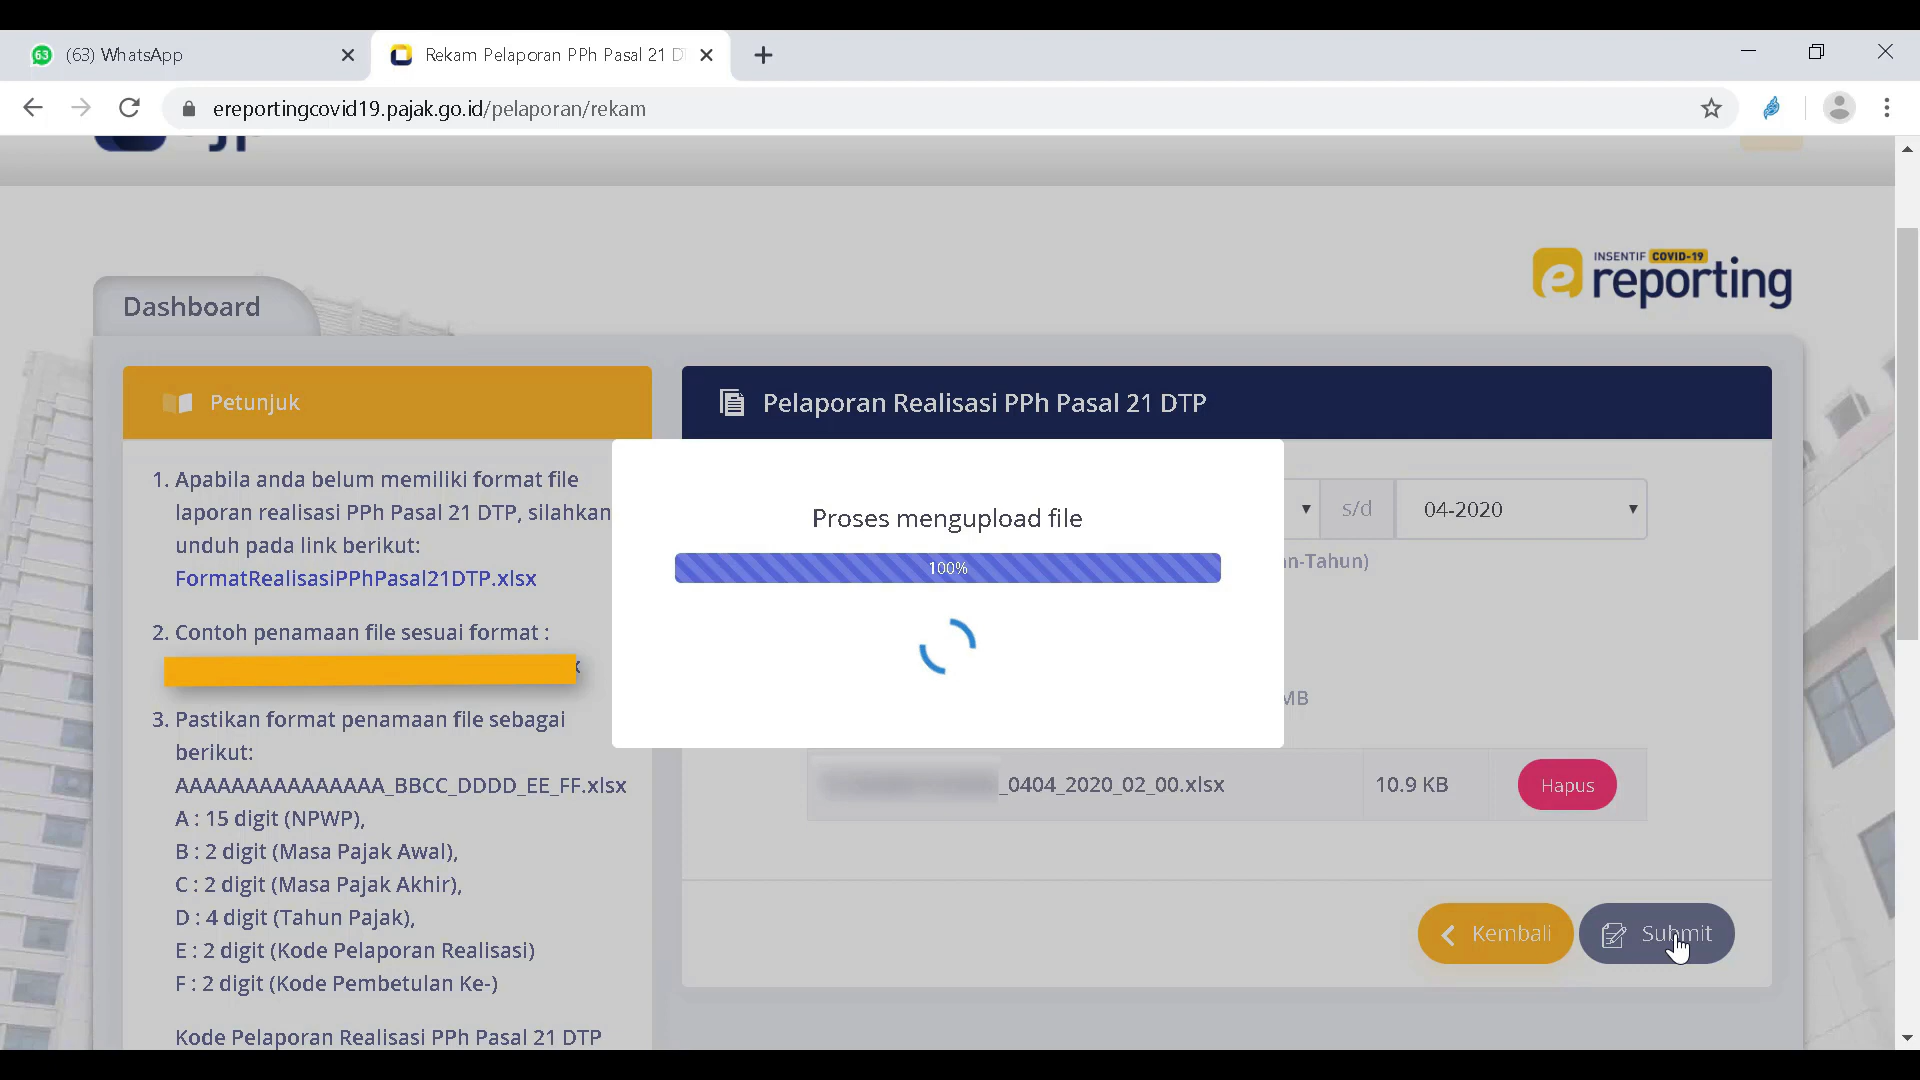 63
(63) WhatsApp
Rekam Pelaporan PPh Pasal 21 D
ereportingcovid19.pajak.go.id/pelaporan/rekam
INSENTIF COVID-19
e reporting
Dashboard
Petunjuk
1. Apabila anda belum memiliki format file
laporan realisasi PPh Pasal 21 DTP, silahkan
unduh pada link berikut:
FormatRealisasiPPhPasal21DTP.xlsx
2. Contoh penamaan file sesuai format :
3. Pastikan format penamaan file sebagai
berikut:
AAAAAAAAAAAAAAA_BBCC_DDDD_EE_FF.xlsx
A : 15 digit (NPWP),
B : 2 digit (Masa Pajak Awal),
C : 2 digit (Masa Pajak Akhir),
D : 4 digit (Tahun Pajak),
E : 2 digit (Kode Pelaporan Realisasi)
F : 2 digit (Kode Pembetulan Ke-)
Kode Pelaporan Realisasi PPh Pasal 21 DTP
Pelaporan Realisasi PPh Pasal 21 DTP
s/d
04-2020
n-Tahun)
Proses mengupload file
100%
MB
_0404_2020_02_00.xlsx
10.9 KB
Hapus
Kembali
Submit